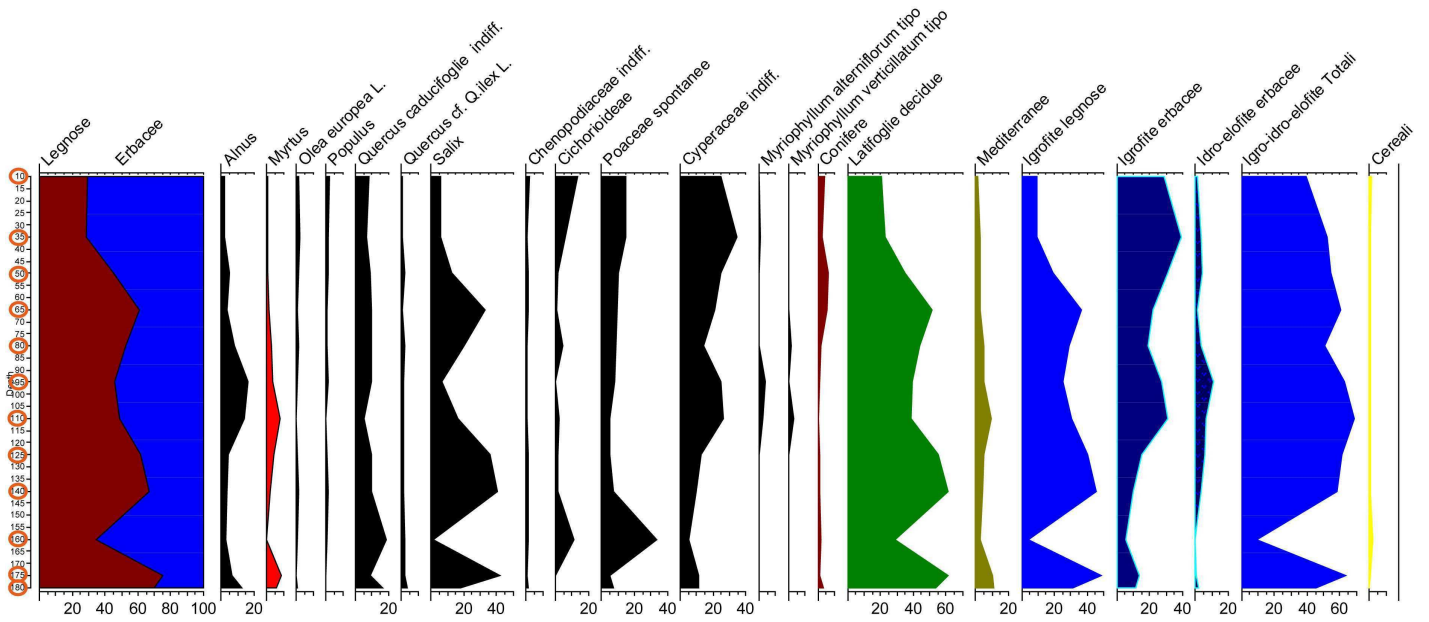 Legnose
Erbacee
Alnus
Myrtus
Olea europea L.
Populus
Quercus caducifoglie indiff.
Quercus cf. Q.ilex L.
Salix
Chenopodiaceae indiff.
Cichorioideae
Poaceae spontanee
Cyperaceae indiff.
Myriophyllum alterniflorum tipo
Myriophyllum verticillatum tipo
Conifere
Latifoglie decidue
Mediterranee
Igrofite legnose
Igrofite erbacee
Idro-elofite erbacee
Igro-idro-elofite Totali
Cereali
Depth
10
15
20
25
30
35
40
45
50
55
60
65
70
75
80
85
90
95
100
105
110
115
120
125
130
135
140
145
150
155
160
165
170
175
180
20 40 60 80 100 20 20 20 20 40 20 20 40 20 40 20 40 60 20 20 40 20 40 20 20 40 60